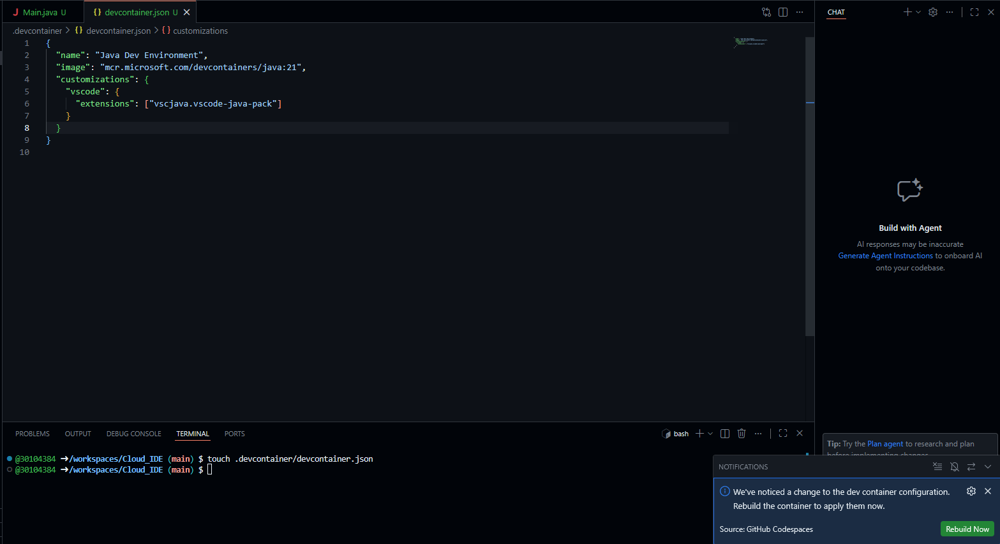 Main.java U
{} devcontainer.json U
CHAT
.devcontainer > {} devcontainer.json > {} customizations
1 {
2 "name": "Java Dev Environment",
3 "image": "mcr.microsoft.com/devcontainers/java:21",
4 "customizations": {
5 "vscode": {
6 "extensions": ["vscjava.vscode-java-pack"]
7 }
8 }
9 }
10
Build with Agent
AI responses may be inaccurate
Generate Agent Instructions to onboard AI
onto your codebase.
PROBLEMS OUTPUT DEBUG CONSOLE TERMINAL PORTS
bash
@30104384 ➜/workspaces/Cloud_IDE (main) $ touch .devcontainer/devcontainer.json
@30104384 ➜/workspaces/Cloud_IDE (main) $
Tip: Try the Plan agent to research and plan
before implementing changes.
NOTIFICATIONS
We've noticed a change to the dev container configuration.
Rebuild the container to apply them now.
Source: GitHub Codespaces
Rebuild Now